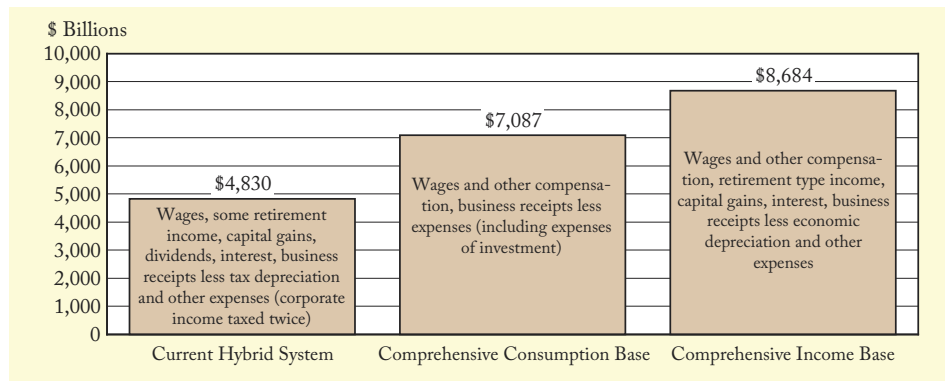 $ Billions
10,000
9,000
8,000
7,000
6,000
5,000
4,000
3,000
2,000
1,000
0
$4,830
Wages, some retirement
income, capital gains,
dividends, interest, business
receipts less tax depreciation
and other expenses (corporate
income taxed twice)
$7,087
Wages and other compensa-
tion, business receipts less
expenses (including expenses
of investment)
$8,684
Wages and other compensa-
tion, retirement type income,
capital gains, interest, business
receipts less economic
depreciation and other
expenses
Current Hybrid System
Comprehensive Consumption Base
Comprehensive Income Base